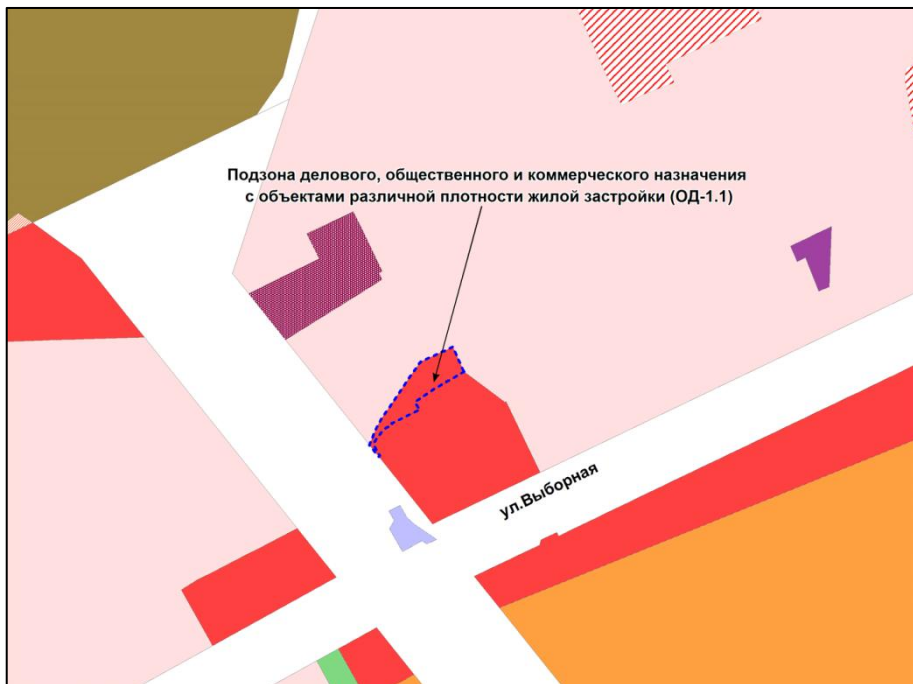 Подзона делового, общественного и коммерческого назначения
с объектами различной плотности жилой застройки (ОД-1.1)
ул.Выборная